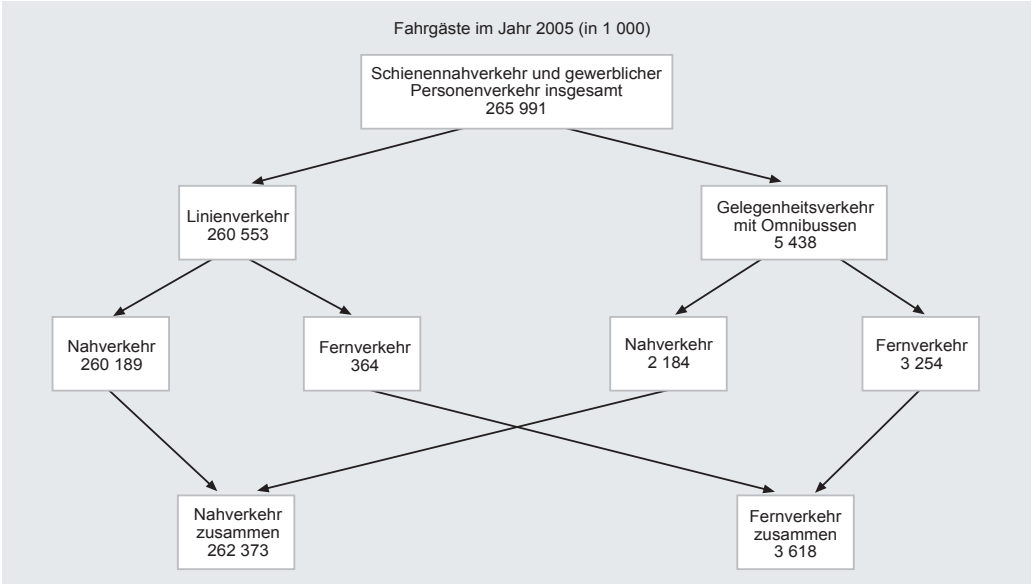 Fahrgäste im Jahr 2005 (in 1 000)
Schienennahverkehr und gewerblicher
Personenverkehr insgesamt
265 991
Linienverkehr
260 553
Gelegenheitsverkehr
mit Omnibussen
5 438
Nahverkehr
260 189
Fernverkehr
364
Nahverkehr
2 184
Fernverkehr
3 254
Nahverkehr
zusammen
262 373
Fernverkehr
zusammen
3 618